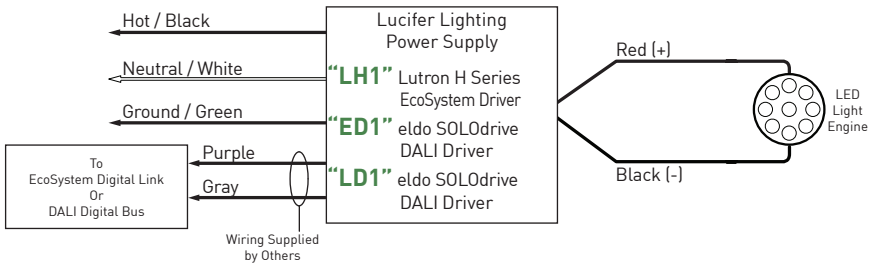 Hot / Black
Neutral / White
Ground / Green
Purple
Gray
To
EcoSystem Digital Link
Or
DALI Digital Bus
Wiring Supplied
by Others
Lucifer Lighting
Power Supply
“LH1” Lutron H Series
EcoSystem Driver
“ED1” eldo SOLOdrive
DALI Driver
“LD1” eldo SOLOdrive
DALI Driver
Red (+)
Black (-)
LED
Light
Engine